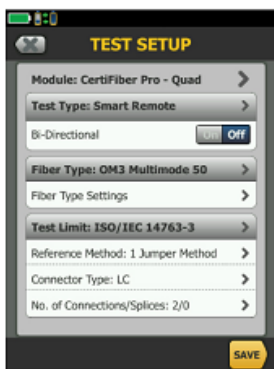 TEST SETUP
Module: CertiFiber Pro - Quad
Test Type: Smart Remote
Bi-Directional On Off
Fiber Type: OM3 Multimode 50
Fiber Type Settings
Test Limit: ISO/IEC 14763-3
Reference Method: 1 Jumper Method
Connector Type: LC
No. of Connections/Splices: 2/0
SAVE